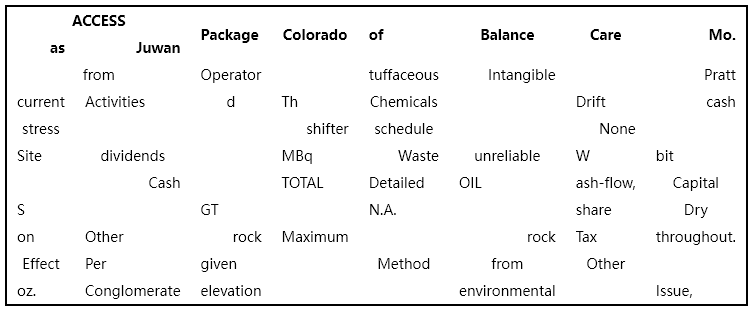 ACCESS
as Juwan Package Colorado of Balance Care Mo.
from Operator tuffaceous Intangible Pratt
current Activities d Th Chemicals Drift cash
stress shifter schedule None
Site dividends MBq Waste unreliable W bit
Cash TOTAL Detailed OIL ash-flow, Capital
S GT N.A. share Dry
on Other rock Maximum rock Tax throughout.
Effect Per given Method from Other
oz. Conglomerate elevation environmental Issue,